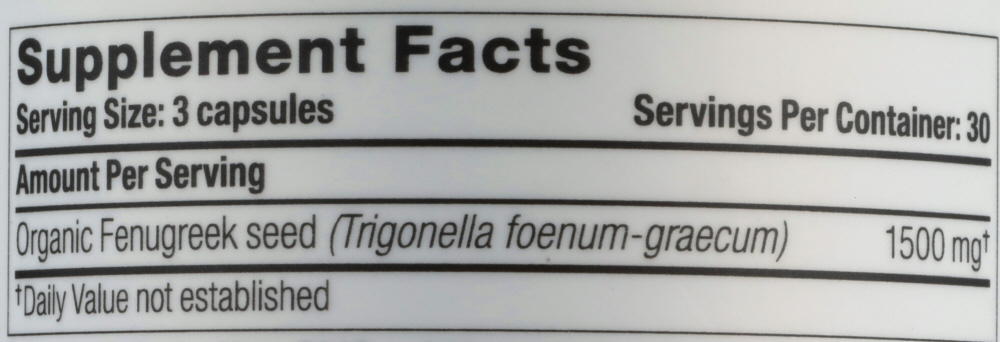 Supplement Facts
Serving Size: 3 capsules Servings Per Container: 30
Amount Per Serving
Organic Fenugreek seed (Trigonella foenum-graecum) 1500 mg†
†Daily Value not established